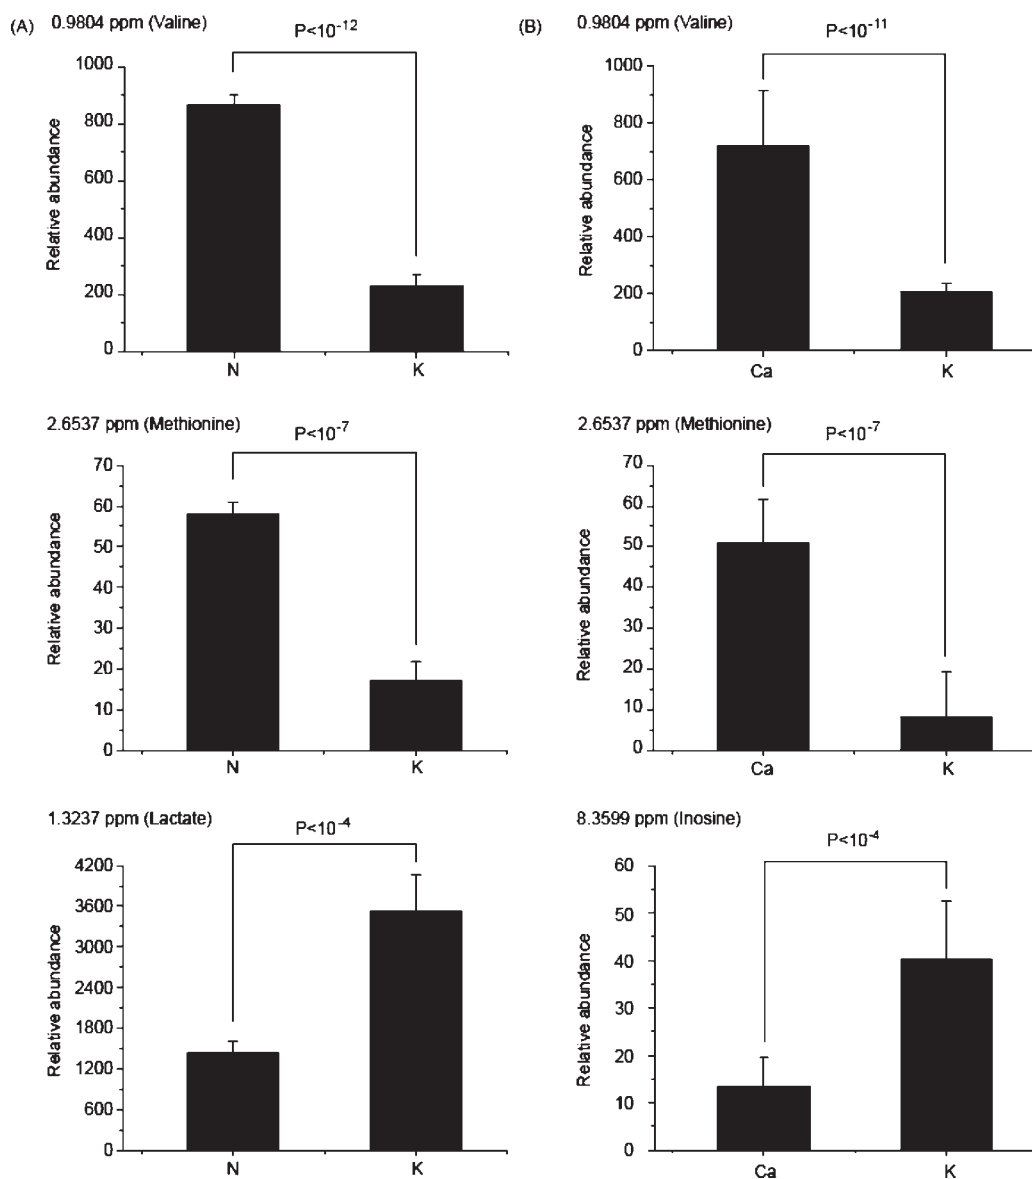 (A) 0.9804 ppm (Valine)
P<10⁻¹²
Relative abundance
1000
800
600
400
200
0
N K
(B) 0.9804 ppm (Valine)
P<10⁻¹¹
Relative abundance
1000
800
600
400
200
0
Ca K
2.6537 ppm (Methionine)
P<10⁻⁷
Relative abundance
70
60
50
40
30
20
10
0
N K
2.6537 ppm (Methionine)
P<10⁻⁷
Relative abundance
70
60
50
40
30
20
10
0
Ca K
1.3237 ppm (Lactate)
P<10⁻⁴
Relative abundance
4200
3600
3000
2400
1800
1200
600
0
N K
8.3599 ppm (Inosine)
P<10⁻⁴
Relative abundance
60
50
40
30
20
10
0
Ca K